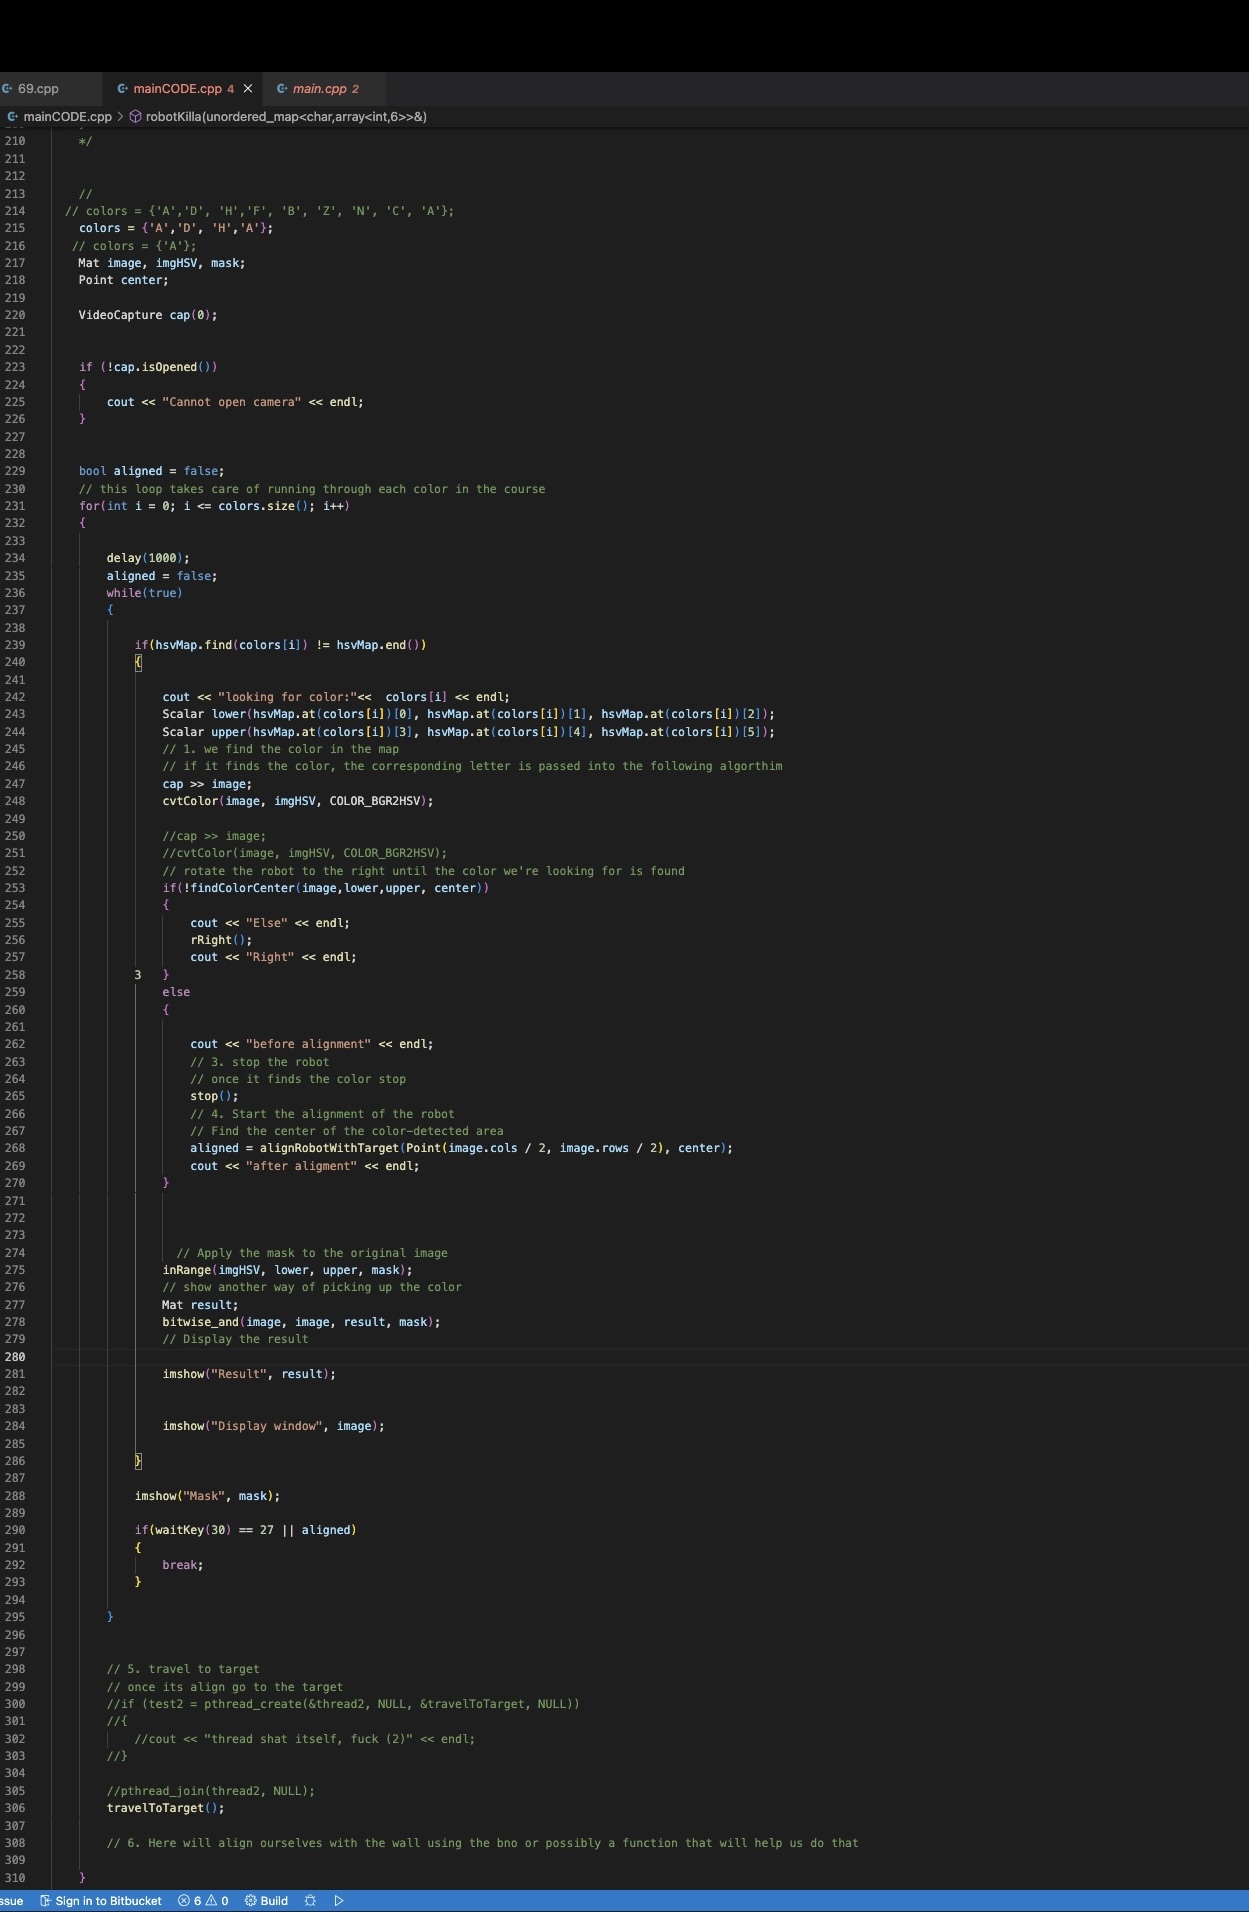 69.cpp mainCODE.cpp 4 × main.cpp 2
mainCODE.cpp > robotKilla(unordered_map<char,array<int,6>>&)
210 */
211
212
213 //
214 // colors = {'A','D', 'H','F', 'B', 'Z', 'N', 'C', 'A'};
215 colors = {'A','D', 'H','A'};
216 // colors = {'A'};
217 Mat image, imgHSV, mask;
218 Point center;
219
220 VideoCapture cap(0);
221
222
223 if (!cap.isOpened())
224 {
225 cout << "Cannot open camera" << endl;
226 }
227
228
229 bool aligned = false;
230 // this loop takes care of running through each color in the course
231 for(int i = 0; i <= colors.size(); i++)
232 {
233
234 delay(1000);
235 aligned = false;
236 while(true)
237 {
238
239 if(hsvMap.find(colors[i]) != hsvMap.end())
240 {
241
242 cout << "looking for color:"<<  colors[i] << endl;
243 Scalar lower(hsvMap.at(colors[i])[0], hsvMap.at(colors[i])[1], hsvMap.at(colors[i])[2]);
244 Scalar upper(hsvMap.at(colors[i])[3], hsvMap.at(colors[i])[4], hsvMap.at(colors[i])[5]);
245 // 1. we find the color in the map
246 // if it finds the color, the corresponding letter is passed into the following algorthim
247 cap >> image;
248 cvtColor(image, imgHSV, COLOR_BGR2HSV);
249
250 //cap >> image;
251 //cvtColor(image, imgHSV, COLOR_BGR2HSV);
252 // rotate the robot to the right until the color we're looking for is found
253 if(!findColorCenter(image,lower,upper, center))
254 {
255 cout << "Else" << endl;
256 rRight();
257 cout << "Right" << endl;
258 3 }
259 else
260 {
261
262 cout << "before alignment" << endl;
263 // 3. stop the robot
264 // once it finds the color stop
265 stop();
266 // 4. Start the alignment of the robot
267 // Find the center of the color-detected area
268 aligned = alignRobotWithTarget(Point(image.cols / 2, image.rows / 2), center);
269 cout << "after aligment" << endl;
270 }
271
272
273
274 // Apply the mask to the original image
275 inRange(imgHSV, lower, upper, mask);
276 // show another way of picking up the color
277 Mat result;
278 bitwise_and(image, image, result, mask);
279 // Display the result
280
281 imshow("Result", result);
282
283
284 imshow("Display window", image);
285
286 }
287
288 imshow("Mask", mask);
289
290 if(waitKey(30) == 27 || aligned)
291 {
292 break;
293 }
294
295 }
296
297
298 // 5. travel to target
299 // once its align go to the target
300 //if (test2 = pthread_create(&thread2, NULL, &travelToTarget, NULL))
301 //{
302 //cout << "thread shat itself, fuck (2)" << endl;
303 //}
304
305 //pthread_join(thread2, NULL);
306 travelToTarget();
307
308 // 6. Here will align ourselves with the wall using the bno or possibly a function that will help us do that
309
310 }
ssue Sign in to Bitbucket 6 0 Build